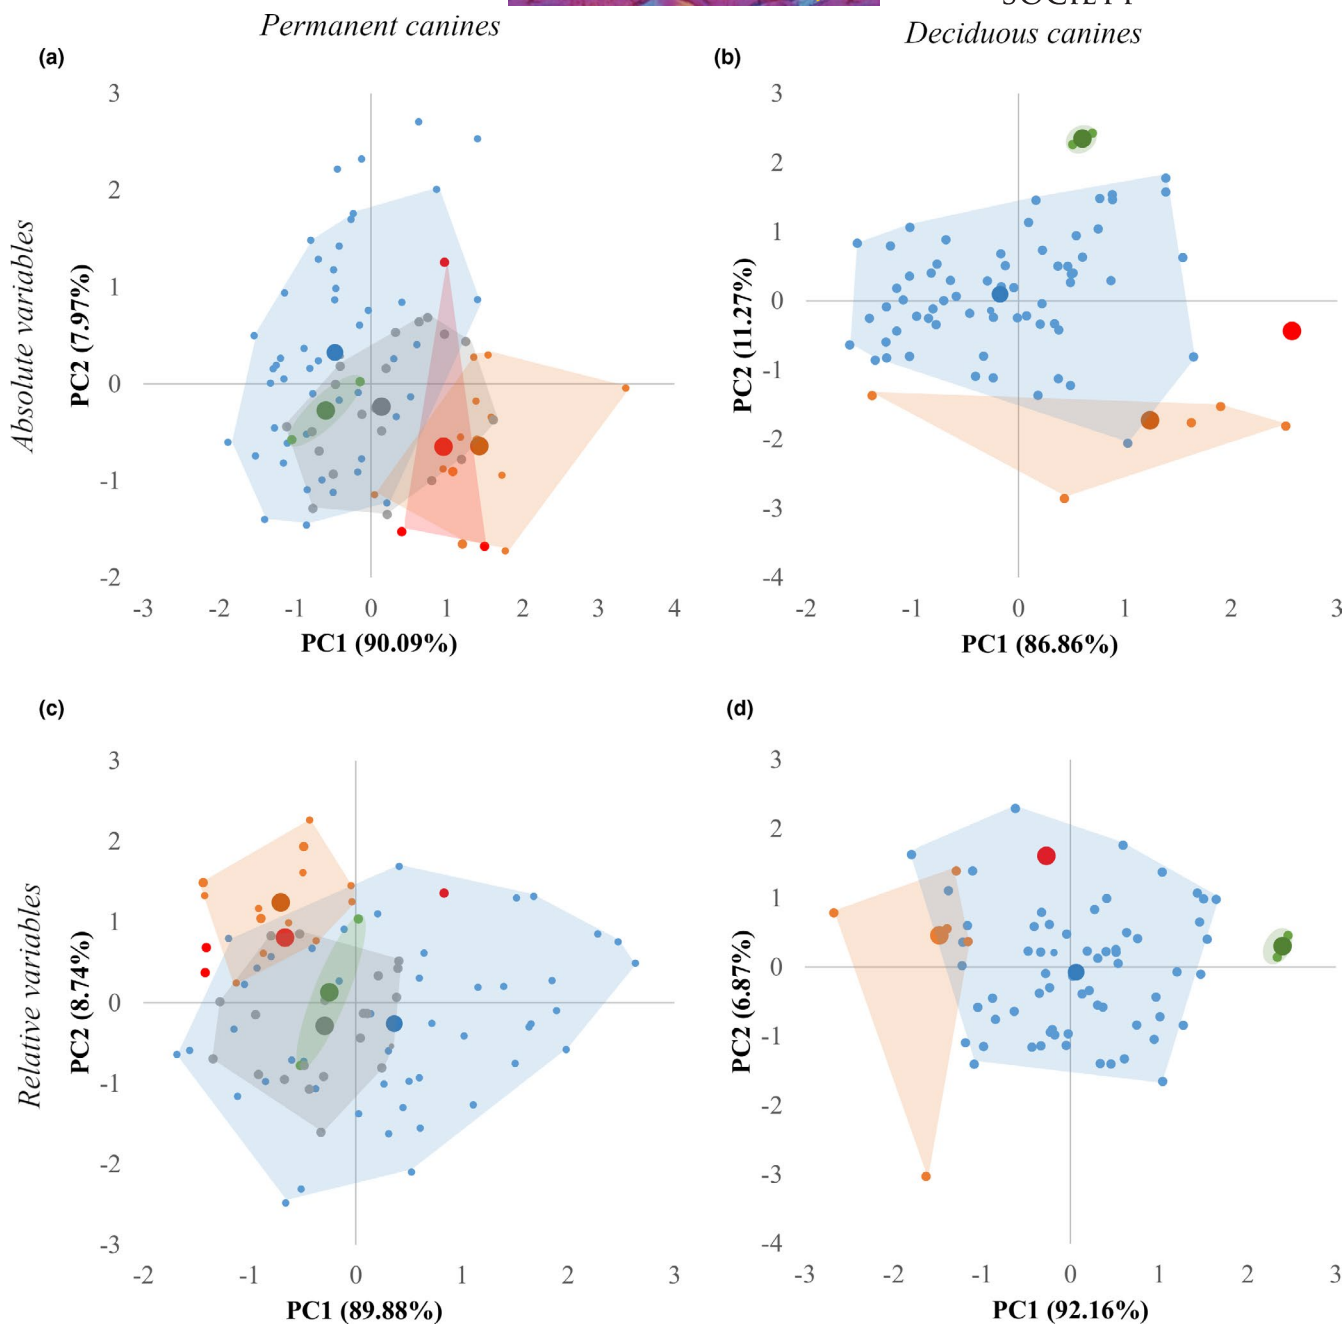 SOCIETY
Permanent canines
Deciduous canines
(a)
(b)
Absolute variables
3
2
1
0
-1
-2
PC2 (7.97%)
-3 -2 -1 0 1 2 3 4
PC1 (90.09%)
3
2
1
0
-1
-2
-3
-4
PC2 (11.27%)
-2 -1 0 1 2 3
PC1 (86.86%)
(c)
(d)
Relative variables
3
2
1
0
-1
-2
-3
PC2 (8.74%)
-2 -1 0 1 2 3
PC1 (89.88%)
3
2
1
0
-1
-2
-3
-4
PC2 (6.87%)
-3 -2 -1 0 1 2 3
PC1 (92.16%)